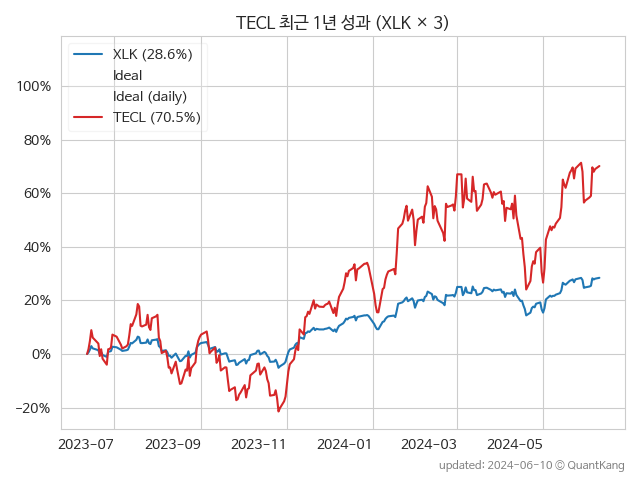 TECL 최근 1년 성과 (XLK × 3)
XLK (28.6%)
Ideal
Ideal (daily)
TECL (70.5%)
100%
80%
60%
40%
20%
0%
−20%
2023−07
2023−09
2023−11
2024−01
2024−03
2024−05
updated: 2024-06-10 © QuantKang